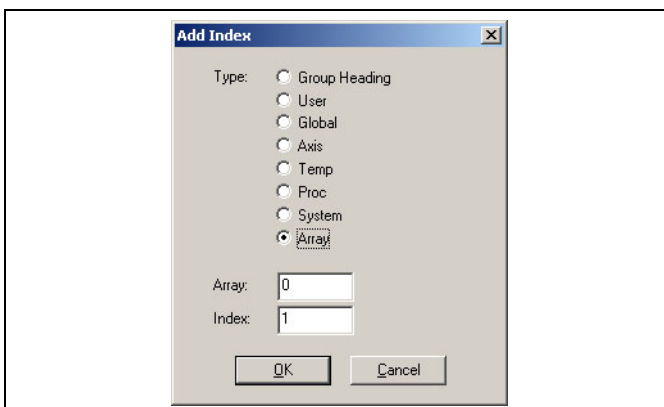 Add Index
Type: Group Heading
User
Global
Axis
Temp
Proc
System
Array
Array: 0
Index: 1
OK Cancel